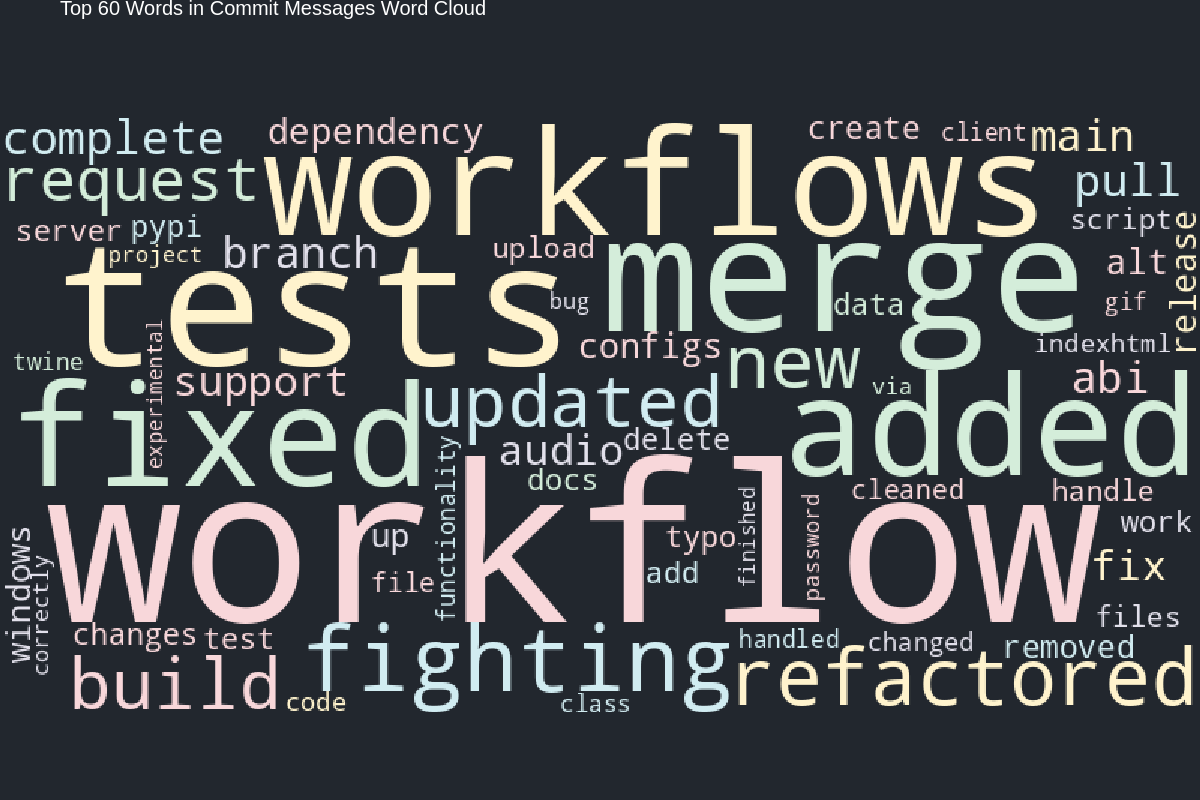 Top 60 Words in Commit Messages Word Cloud
complete
dependency
workflows
create
client
main
request
pull
server
pypi
project
branch
upload
merge
script
release
alt
gif
tests
bug
data
configs
new
indexhtml
twine
experimental
support
via
abi
fixed
updated
added
audio
delete
functionality
docs
workflow
cleaned
handle
up
typo
finished
password
work
file
add
fix
windows
correctly
files
changes
test
fighting
handled
changed
removed
build
code
class
refactored